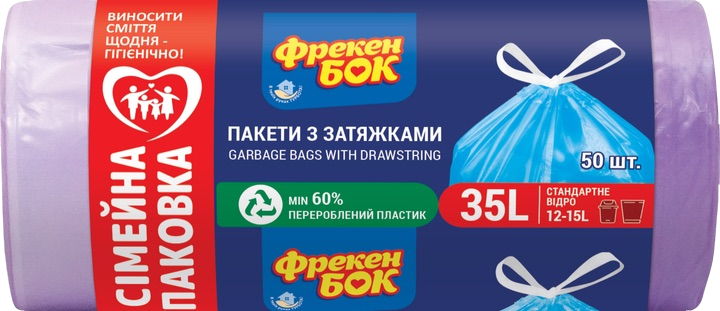 ВИНОСИТИ
СМІТТЯ
ЩОДНЯ -
ГІГІЄНІЧНО!
СІМЕЙНА
ПАКОВКА
Фрекен
БОК
ПАКЕТИ З ЗАТЯЖКАМИ
GARBAGE BAGS WITH DRAWSTRING
50 шт.
MIN 60%
ПЕРЕРОБЛЕНИЙ ПЛАСТИК
35L
СТАНДАРТНЕ
ВІДРО
12-15L
Фрекен
БОК